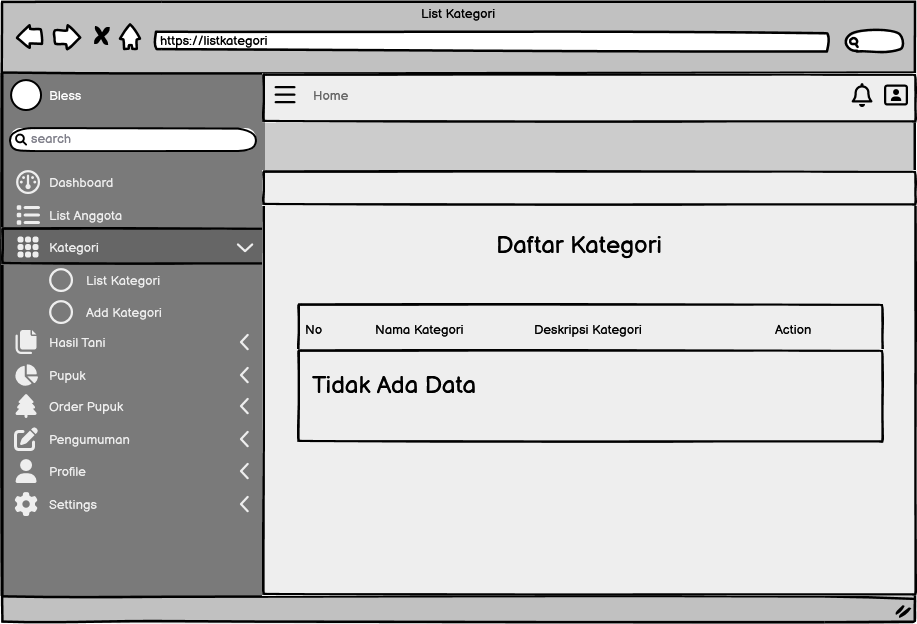 List Kategori
https://listkategori
Bless
Home
search
Dashboard
List Anggota
Kategori
List Kategori
Add Kategori
Hasil Tani
Pupuk
Order Pupuk
Pengumuman
Profile
Settings
Daftar Kategori
No Nama Kategori Deskripsi Kategori Action
Tidak Ada Data